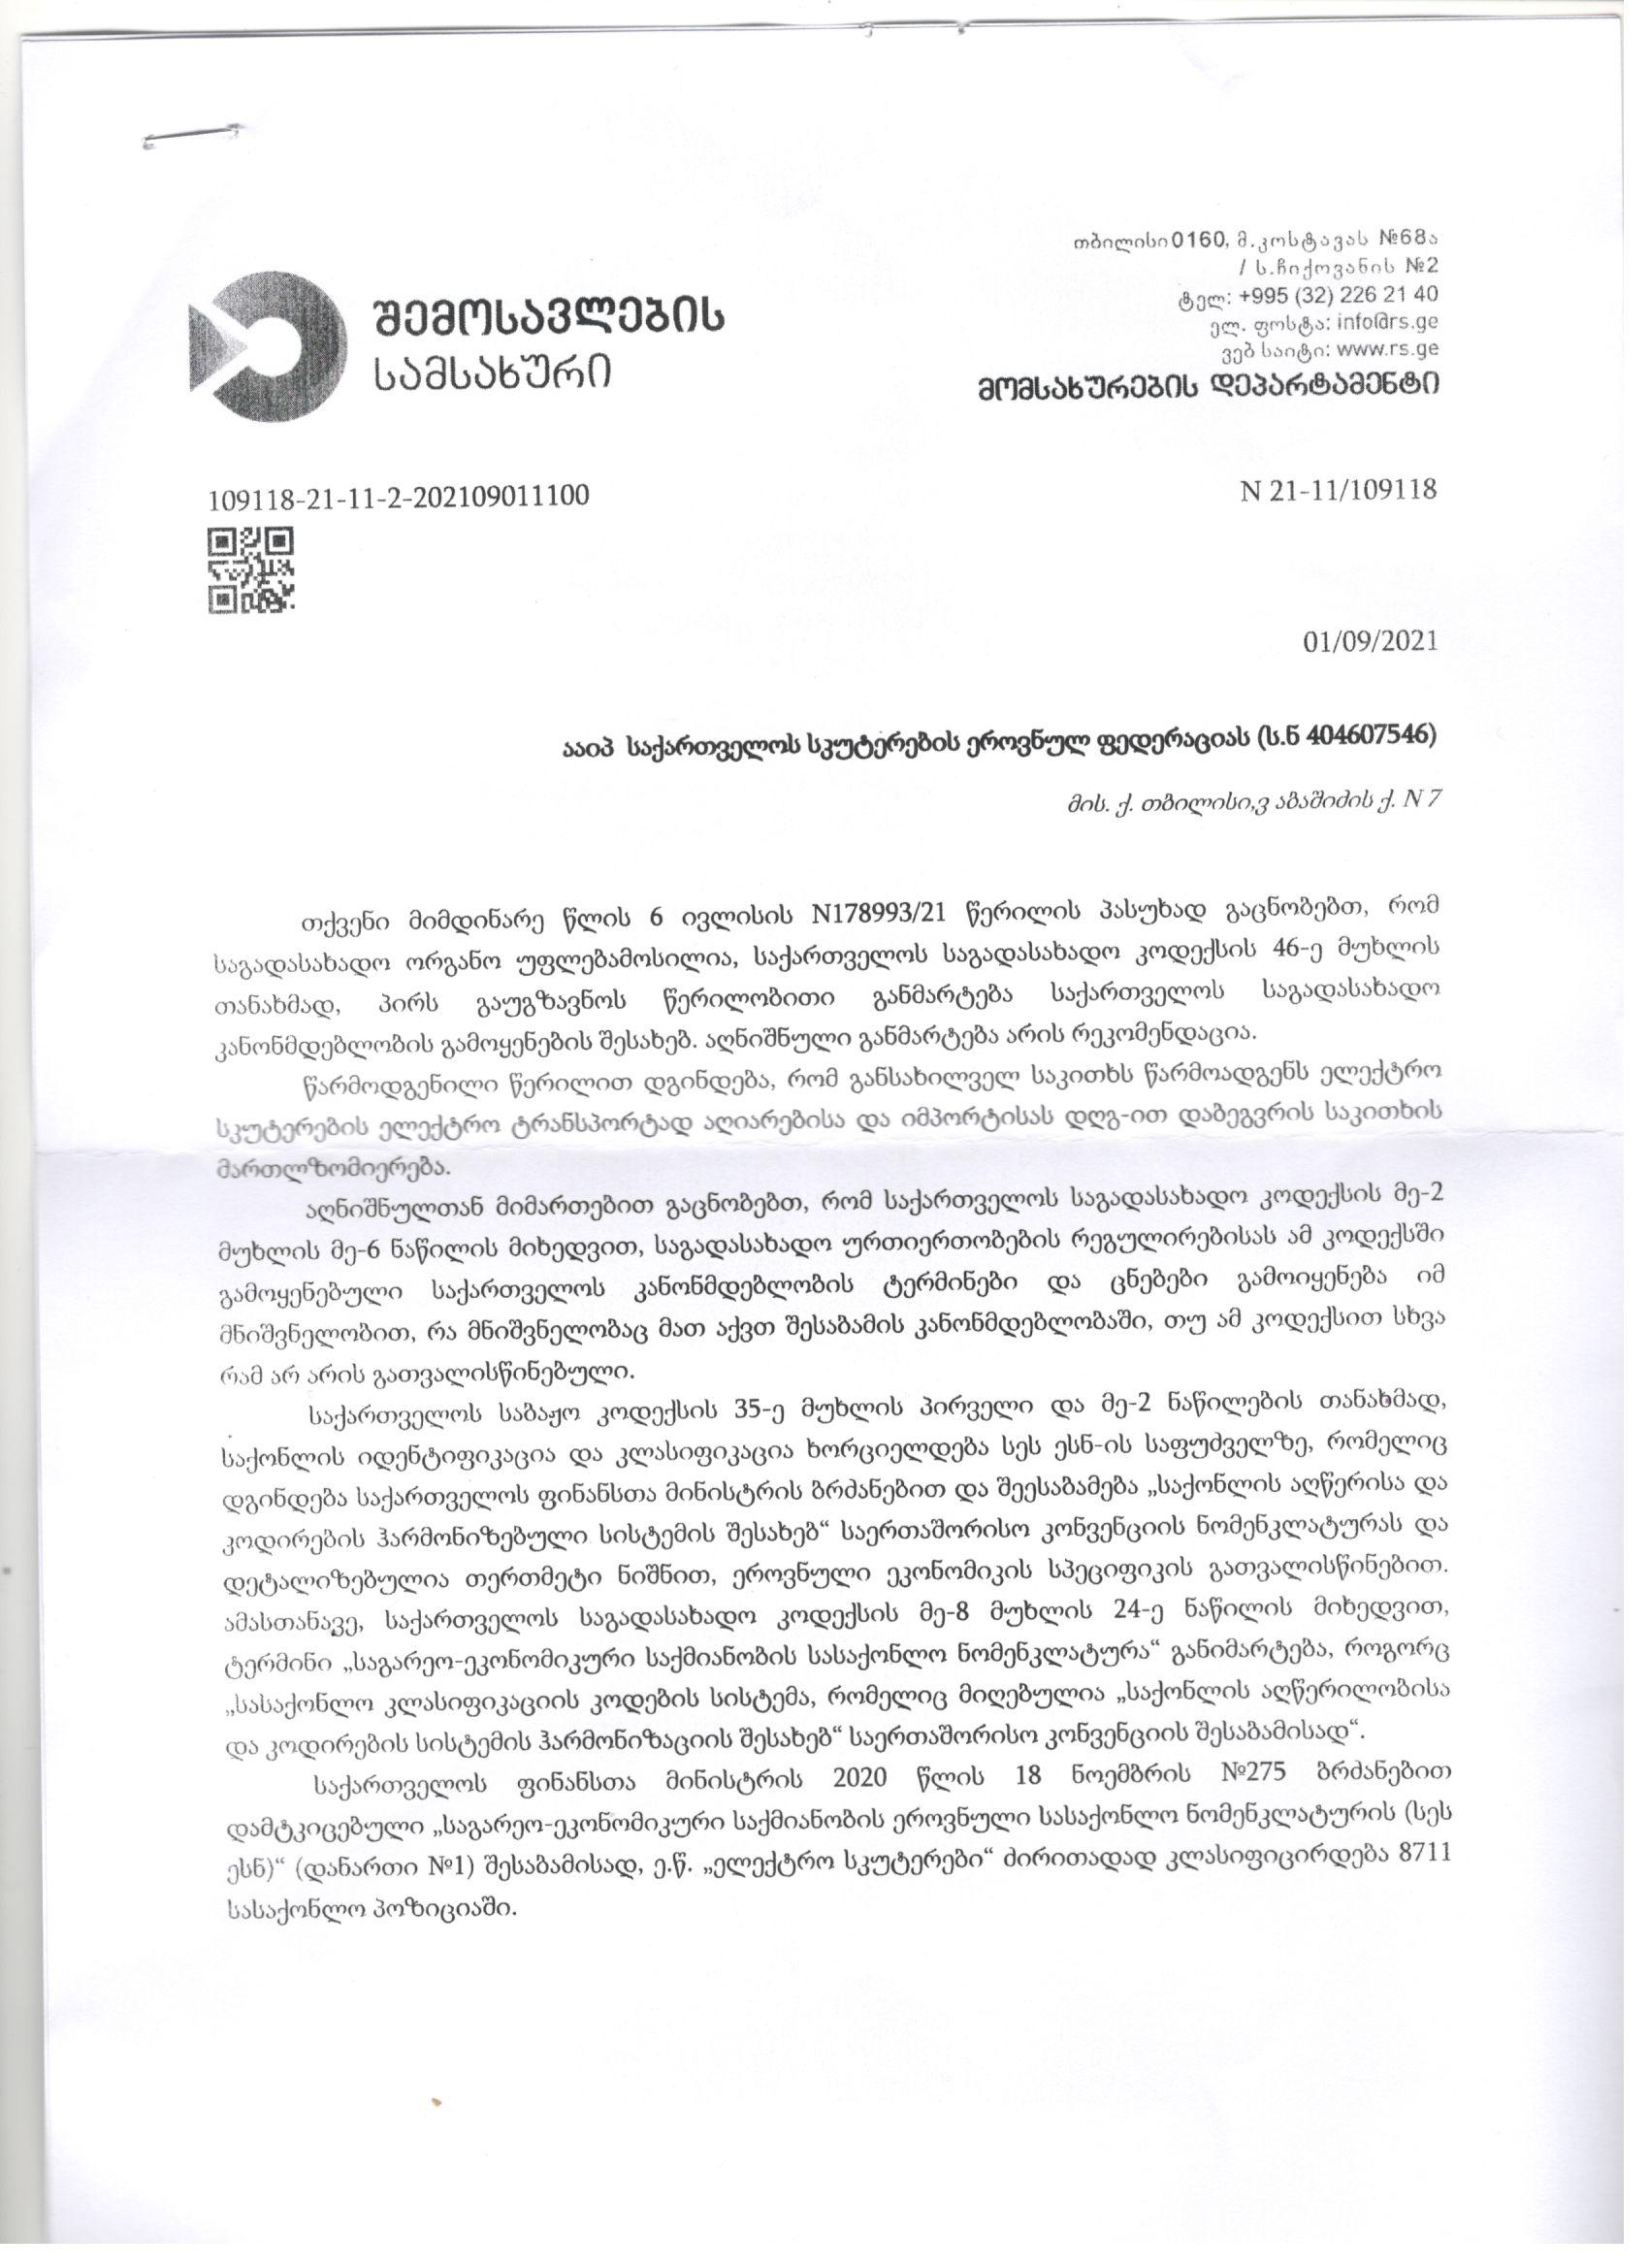 თბილისი 0160, მ.კოსტავას №68ა
/ ს.ჩიქოვანის №2
ტელ: +995 (32) 226 21 40
ელ. ფოსტა: info@rs.ge
ვებ საიტი: www.rs.ge
შემოსავლების
სამსახური
მომსახურების დეპარტამენტი
109118-21-11-2-202109011100
N 21-11/109118
01/09/2021
ააიპ საქართველოს სკუტერების ეროვნულ ფედერაციას (ს.ნ 404607546)
მის. ქ. თბილისი,ვ აბაშიძის ქ. N 7
თქვენი მიმდინარე წლის 6 ივლისის N178993/21 წერილის პასუხად გაცნობებთ, რომ
საგადასახადო ორგანო უფლებამოსილია, საქართველოს საგადასახადო კოდექსის 46-ე მუხლის
თანახმად, პირს გაუგზავნოს წერილობითი განმარტება საქართველოს საგადასახადო
კანონმდებლობის გამოყენების შესახებ. აღნიშნული განმარტება არის რეკომენდაცია.
წარმოდგენილი წერილით დგინდება, რომ განსახილველ საკითხს წარმოადგენს ელექტრო
სკუტერების ელექტრო ტრანსპორტად აღიარებისა და იმპორტისას დღგ-ით დაბეგვრის საკითხის
მართლზომიერება.
აღნიშნულთან მიმართებით გაცნობებთ, რომ საქართველოს საგადასახადო კოდექსის მე-2
მუხლის მე-6 ნაწილის მიხედვით, საგადასახადო ურთიერთობების რეგულირებისას ამ კოდექსში
გამოყენებული საქართველოს კანონმდებლობის ტერმინები და ცნებები გამოიყენება იმ
მნიშვნელობით, რა მნიშვნელობაც მათ აქვთ შესაბამის კანონმდებლობაში, თუ ამ კოდექსით სხვა
რამ არ არის გათვალისწინებული.
საქართველოს საბაჟო კოდექსის 35-ე მუხლის პირველი და მე-2 ნაწილების თანახმად,
საქონლის იდენტიფიკაცია და კლასიფიკაცია ხორციელდება სეს ესნ-ის საფუძველზე, რომელიც
დგინდება საქართველოს ფინანსთა მინისტრის ბრძანებით და შეესაბამება „საქონლის აღწერისა და
კოდირების ჰარმონიზებული სისტემის შესახებ“ საერთაშორისო კონვენციის ნომენკლატურას და
დეტალიზებულია თერთმეტი ნიშნით, ეროვნული ეკონომიკის სპეციფიკის გათვალისწინებით.
ამასთანავე, საქართველოს საგადასახადო კოდექსის მე-8 მუხლის 24-ე ნაწილის მიხედვით,
ტერმინი „საგარეო-ეკონომიკური საქმიანობის სასაქონლო ნომენკლატურა“ განიმარტება, როგორც
„სასაქონლო კლასიფიკაციის კოდების სისტემა, რომელიც მიღებულია „საქონლის აღწერილობისა
და კოდირების სისტემის ჰარმონიზაციის შესახებ“ საერთაშორისო კონვენციის შესაბამისად“.
საქართველოს ფინანსთა მინისტრის 2020 წლის 18 ნოემბრის №275 ბრძანებით
დამტკიცებული „საგარეო-ეკონომიკური საქმიანობის ეროვნული სასაქონლო ნომენკლატურის (სეს
ესნ)“ (დანართი №1) შესაბამისად, ე.წ. „ელექტრო სკუტერები“ ძირითადად კლასიფიცირდება 8711
სასაქონლო პოზიციაში.